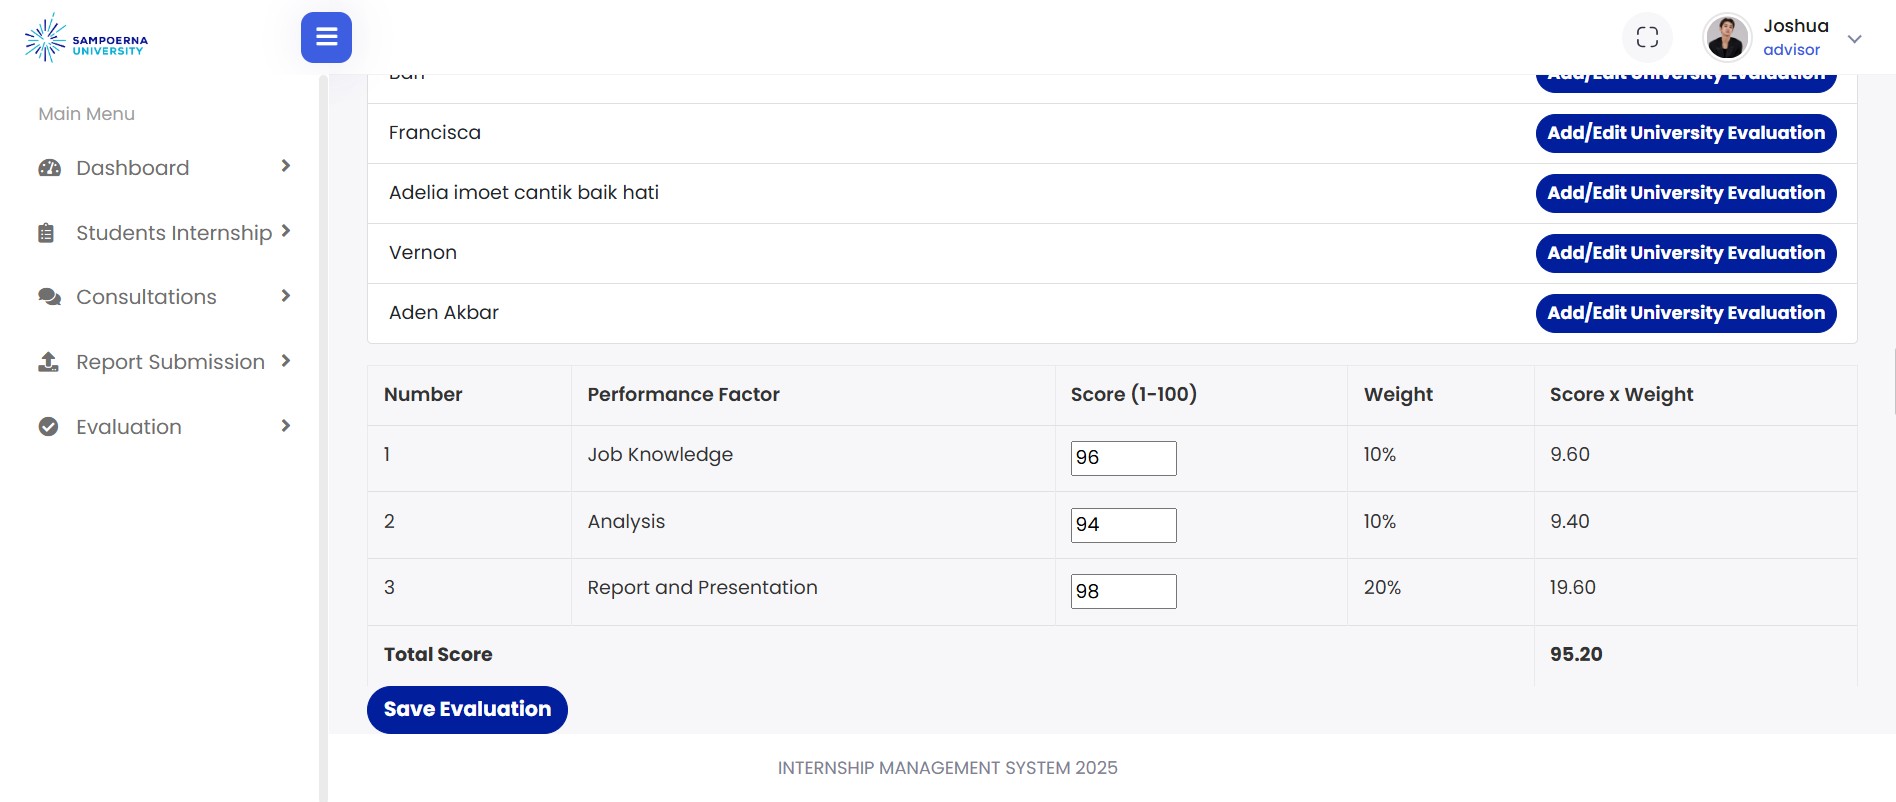 SAMPOERNA
UNIVERSITY
Joshua
advisor
Main Menu
Dashboard
Students Internship
Consultations
Report Submission
Evaluation
Add/Edit University Evaluation
Francisca Add/Edit University Evaluation
Adelia imoet cantik baik hati Add/Edit University Evaluation
Vernon Add/Edit University Evaluation
Aden Akbar Add/Edit University Evaluation
Number Performance Factor Score (1-100) Weight Score x Weight
1 Job Knowledge 96 10% 9.60
2 Analysis 94 10% 9.40
3 Report and Presentation 98 20% 19.60
Total Score 95.20
Save Evaluation
INTERNSHIP MANAGEMENT SYSTEM 2025